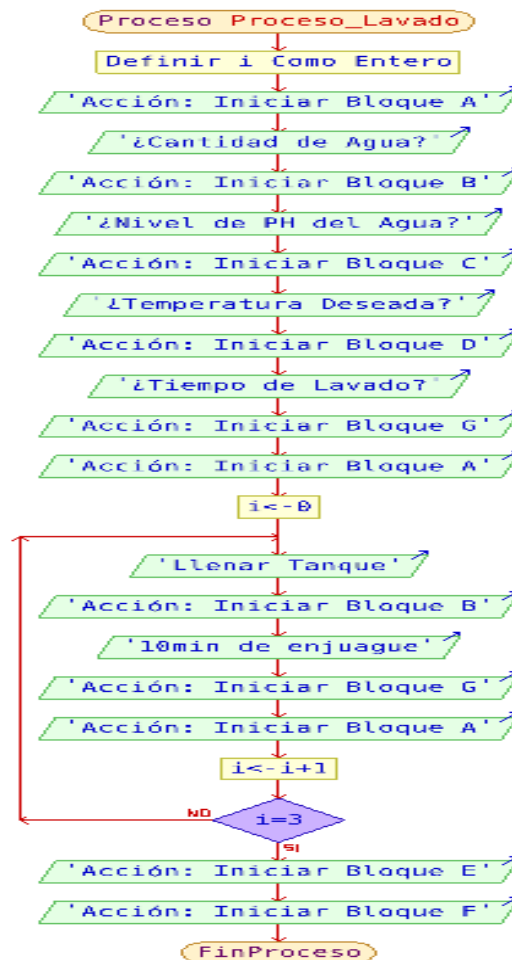 Proceso Proceso_Lavado
Definir i Como Entero
'Acción: Iniciar Bloque A'
'¿Cantidad de Agua?'
'Acción: Iniciar Bloque B'
'¿Nivel de PH del Agua?'
'Acción: Iniciar Bloque C'
'¿Temperatura Deseada?'
'Acción: Iniciar Bloque D'
'¿Tiempo de Lavado?'
'Acción: Iniciar Bloque G'
'Acción: Iniciar Bloque A'
i<-0
'Llenar Tanque'
'Acción: Iniciar Bloque B'
'10min de enjuague'
'Acción: Iniciar Bloque G'
'Acción: Iniciar Bloque A'
i<-i+1
NO
i=3
SI
'Acción: Iniciar Bloque E'
'Acción: Iniciar Bloque F'
FinProceso